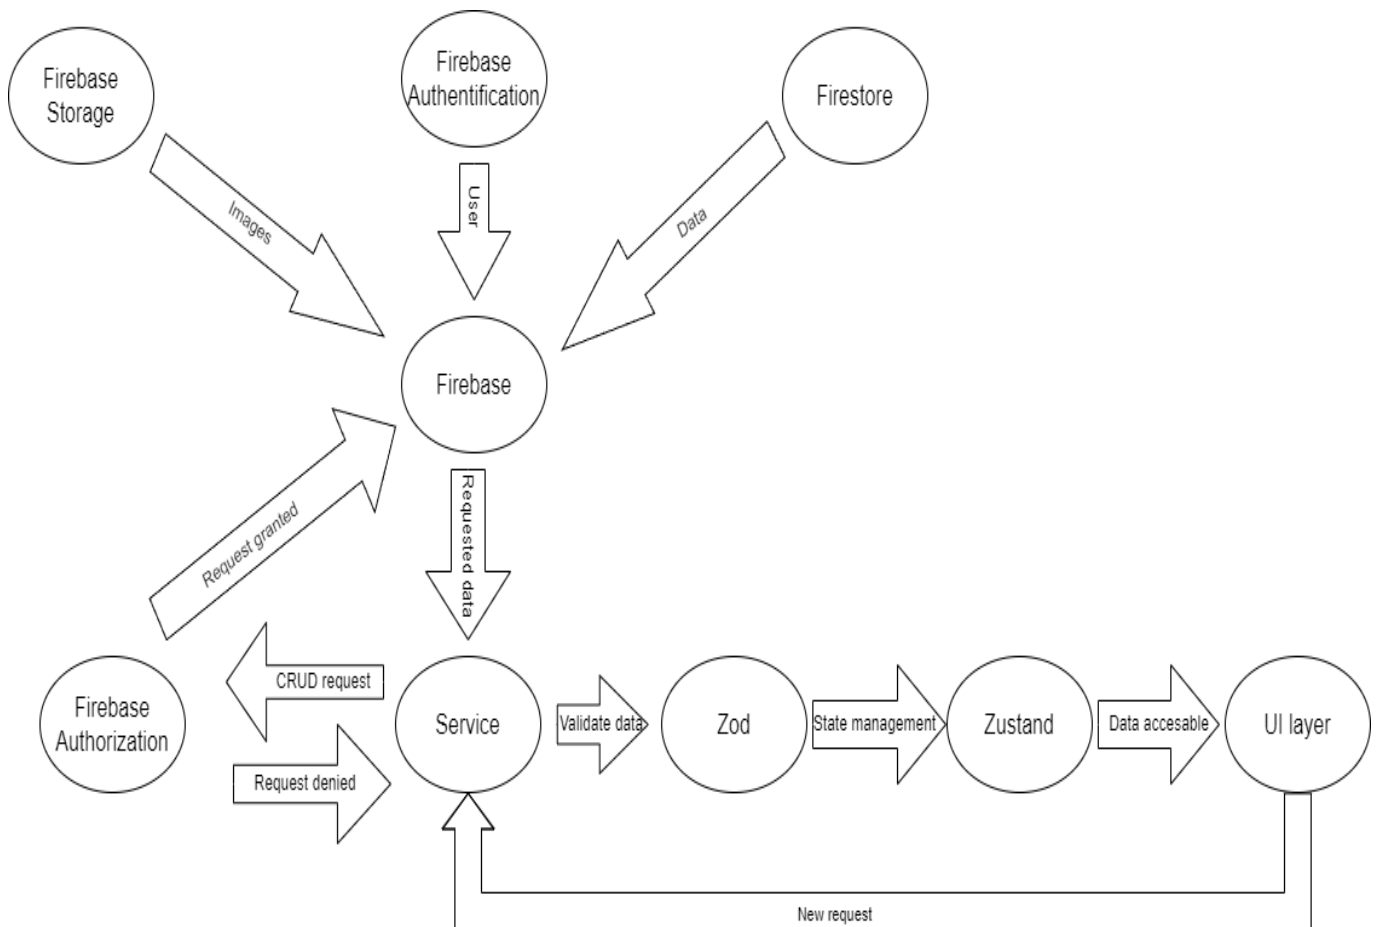 Firebase
Storage
Firebase
Authentification
Firestore
Images
User
Data
Firebase
Request granted
Requested data
Firebase
Authorization
CRUD request
Request denied
Service
Validate data
Zod
State management
Zustand
Data accesable
UI layer
New request